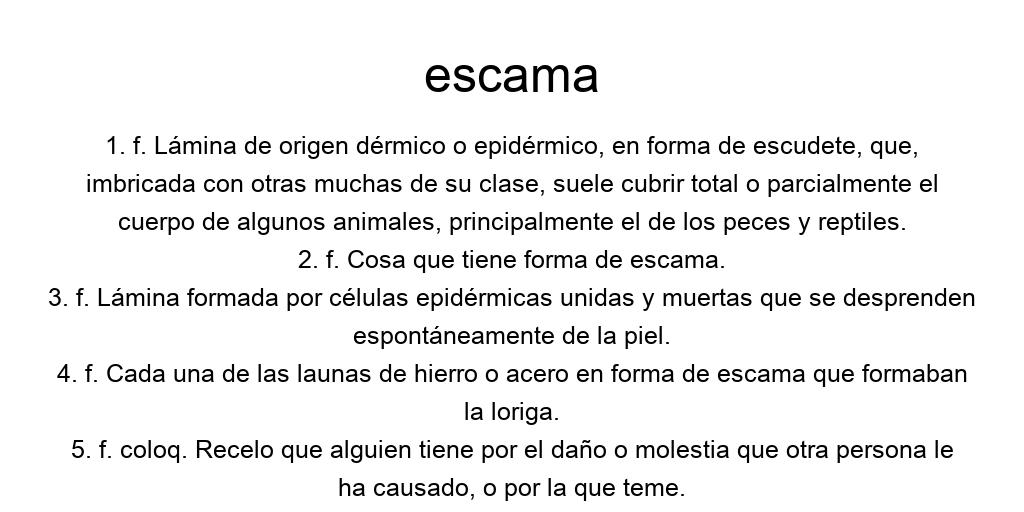 escama
1. f. Lámina de origen dérmico o epidérmico, en forma de escudete, que,
imbricada con otras muchas de su clase, suele cubrir total o parcialmente el
cuerpo de algunos animales, principalmente el de los peces y reptiles.
2. f. Cosa que tiene forma de escama.
3. f. Lámina formada por células epidérmicas unidas y muertas que se desprenden
espontáneamente de la piel.
4. f. Cada una de las launas de hierro o acero en forma de escama que formaban
la loriga.
5. f. coloq. Recelo que alguien tiene por el daño o molestia que otra persona le
ha causado, o por la que teme.